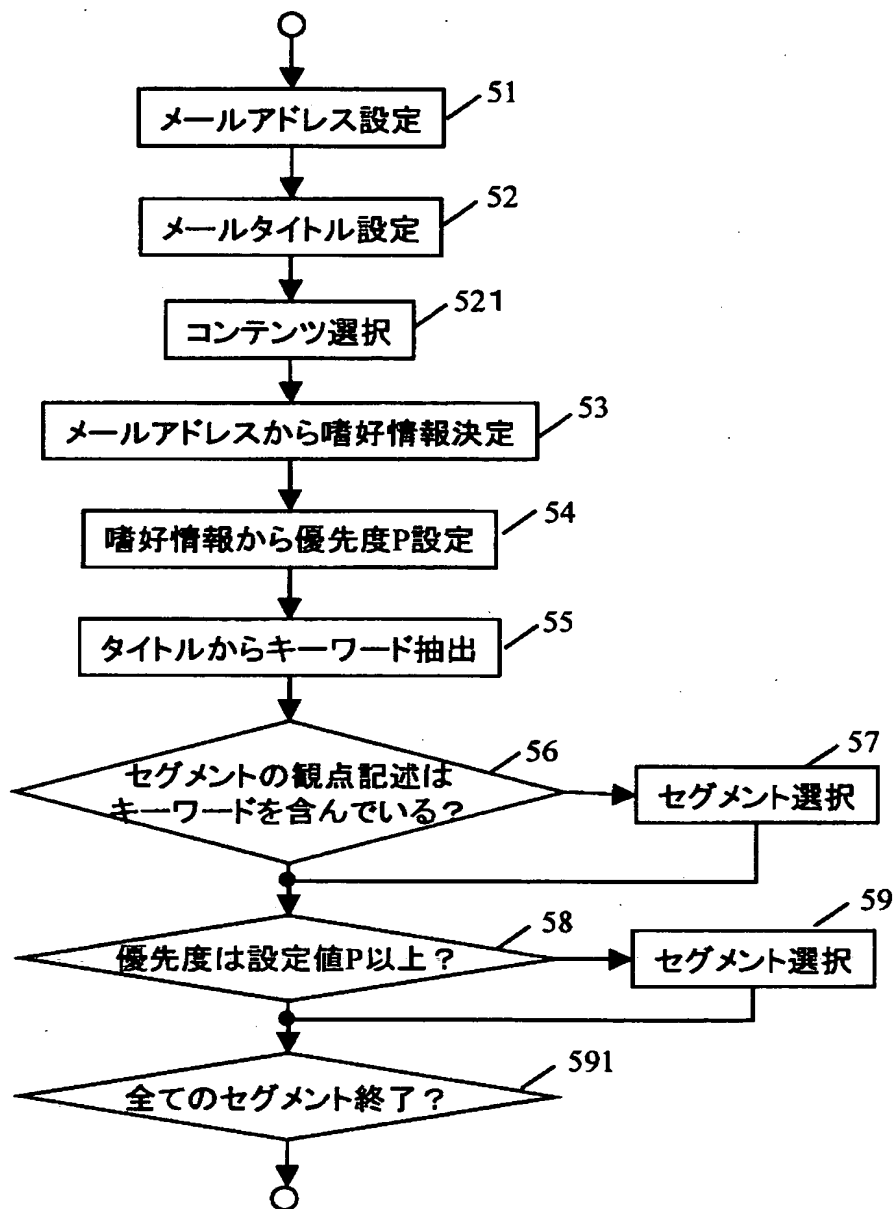 メールアドレス設定
51
メールタイトル設定
52
コンテンツ選択
521
メールアドレスから嗜好情報決定
53
嗜好情報から優先度P設定
54
タイトルからキーワード抽出
55
セグメントの観点記述は
キーワードを含んでいる?
56
セグメント選択
57
優先度は設定値P以上?
58
セグメント選択
59
全てのセグメント終了?
591